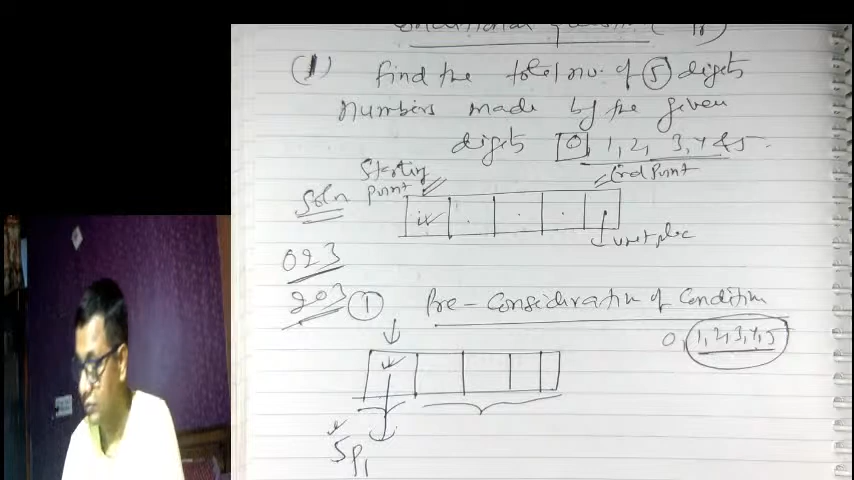 (1) find the total no. of 5 digits
numbers made by the given
digits 0, 1, 2, 3, 4 & 5.
Starting point
End point
Soln
unit place
023
203
① Pre-Consideration of Condition
0, 1, 2, 3, 4, 5
5P1